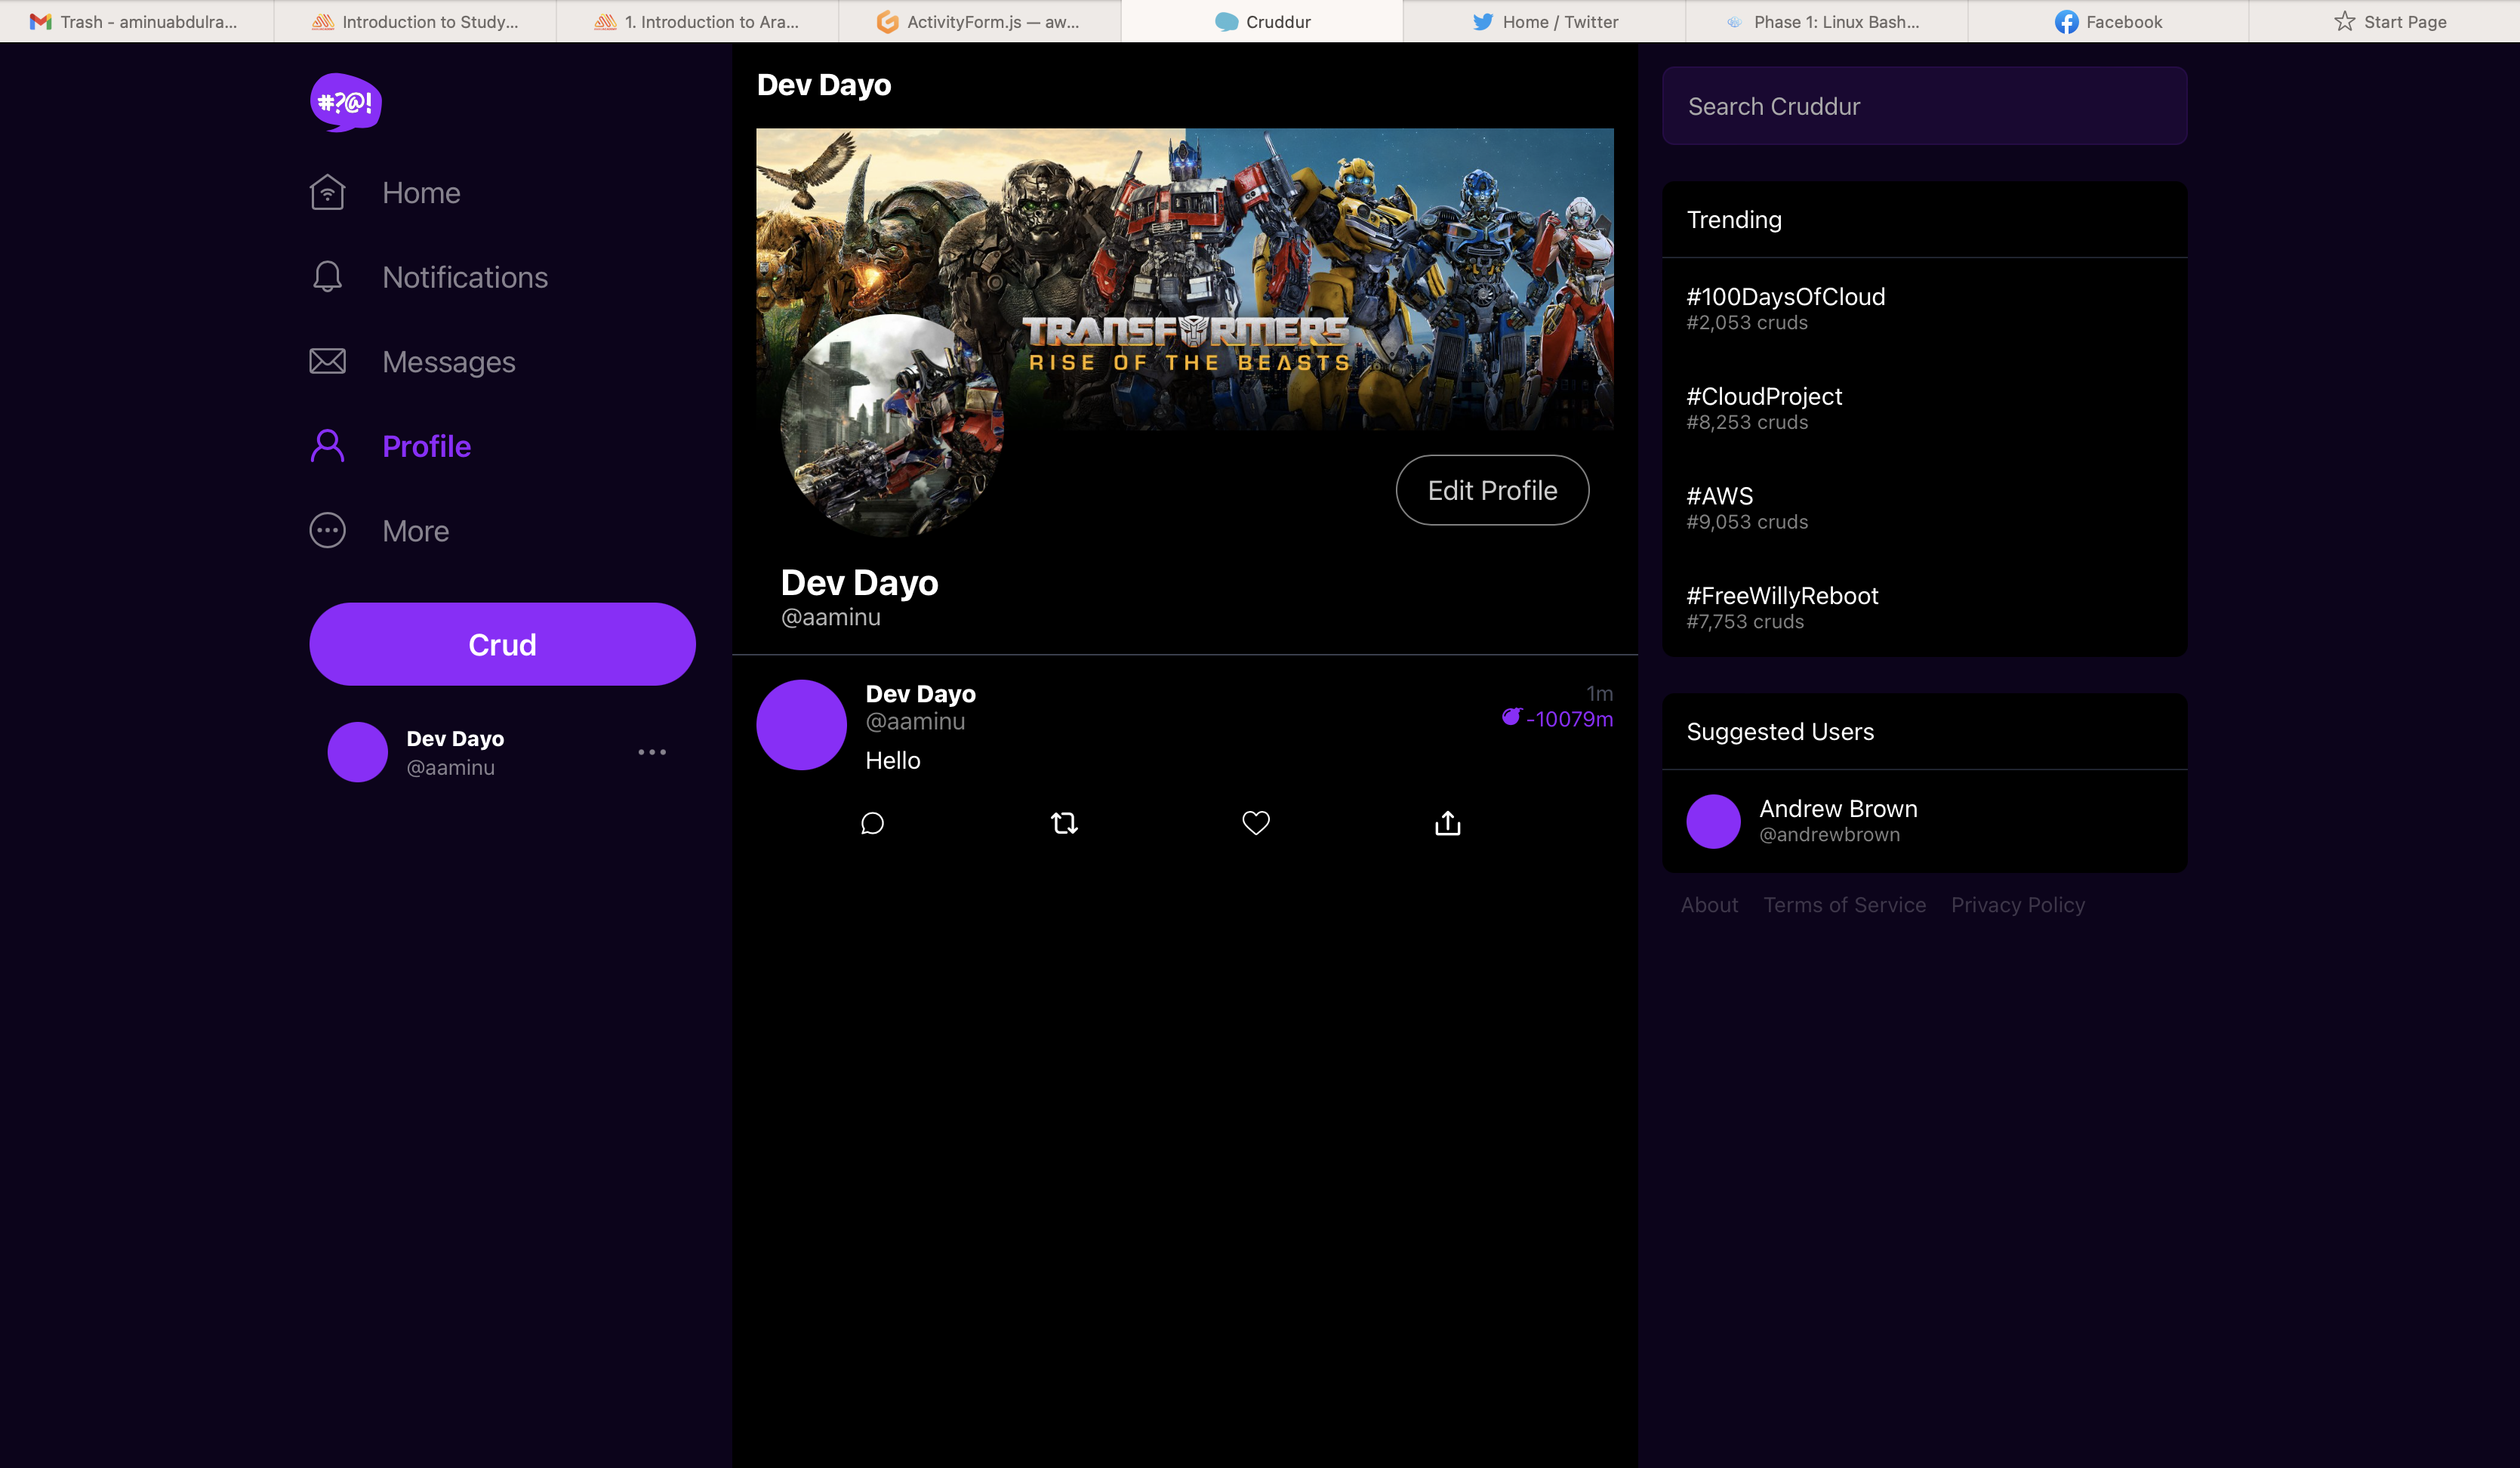 Trash - aminuabdulra...
Introduction to Study...
1. Introduction to Ara...
ActivityForm.js — aw...
Cruddur
Home / Twitter
Phase 1: Linux Bash...
Facebook
Start Page
#?@!
Home
Notifications
Messages
Profile
More
Crud
Dev Dayo
@aaminu
Dev Dayo
TRANSFORMERS
RISE OF THE BEASTS
Edit Profile
Dev Dayo
@aaminu
Dev Dayo
@aaminu
1m
-10079m
Hello
Search Cruddur
Trending
#100DaysOfCloud
#2,053 cruds
#CloudProject
#8,253 cruds
#AWS
#9,053 cruds
#FreeWillyReboot
#7,753 cruds
Suggested Users
Andrew Brown
@andrewbrown
About Terms of Service Privacy Policy